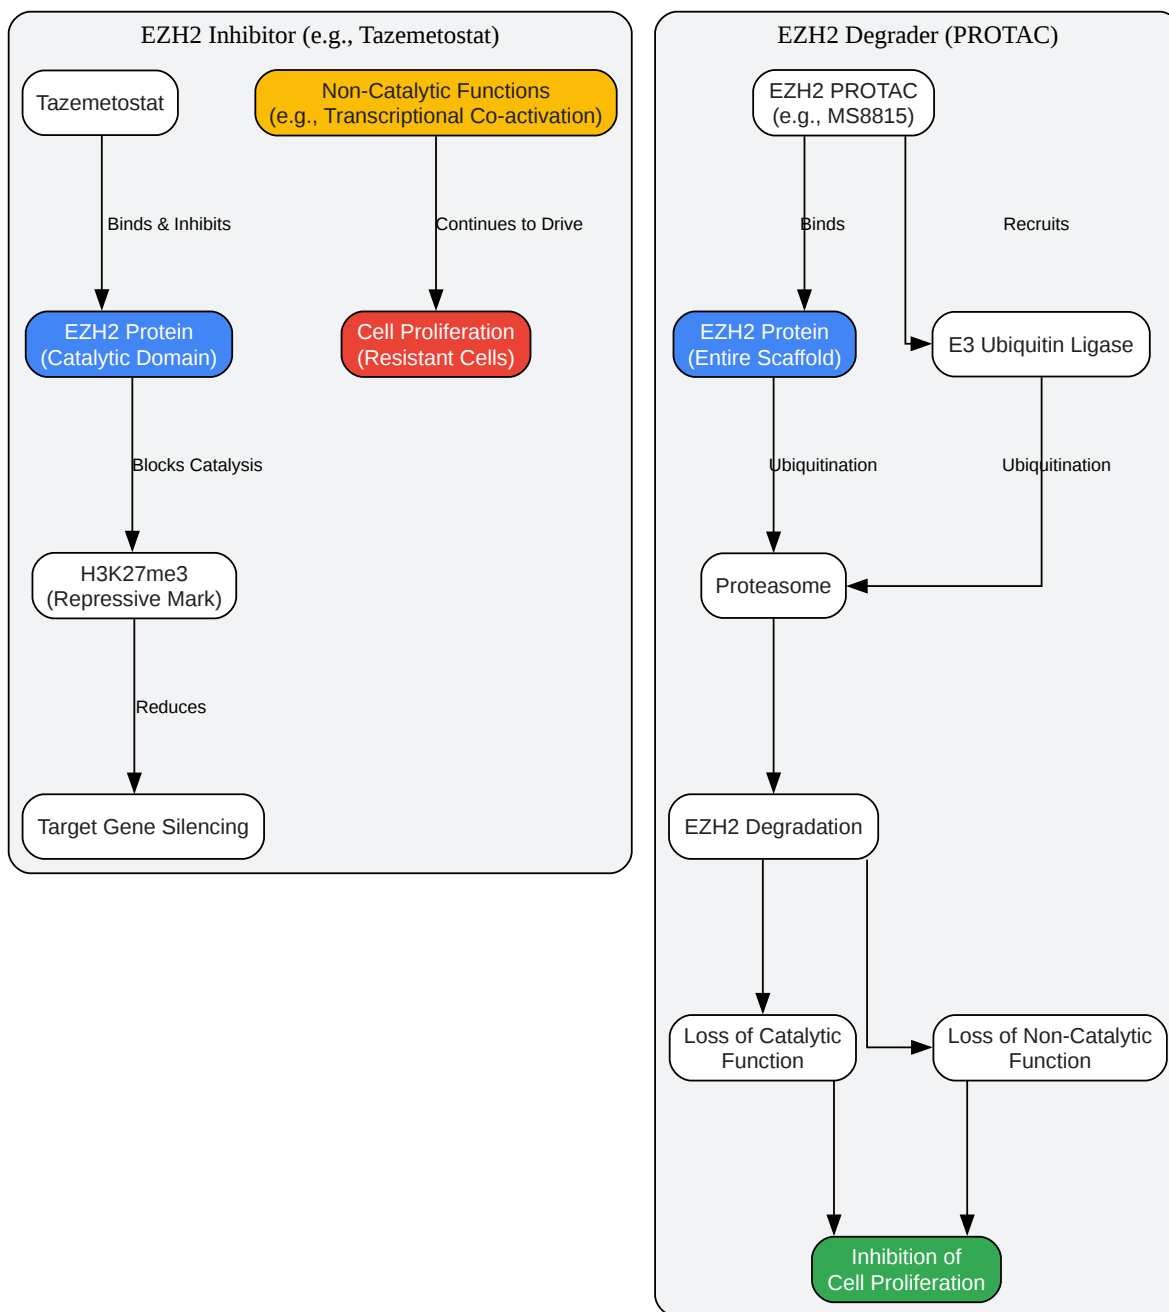 EZH2 Inhibitor (e.g., Tazemetostat)
Tazemetostat
Non-Catalytic Functions
(e.g., Transcriptional Co-activation)
Binds & Inhibits
Continues to Drive
EZH2 Protein
(Catalytic Domain)
Cell Proliferation
(Resistant Cells)
Blocks Catalysis
H3K27me3
(Repressive Mark)
Reduces
Target Gene Silencing
EZH2 Degrader (PROTAC)
EZH2 PROTAC
(e.g., MS8815)
Binds
Recruits
EZH2 Protein
(Entire Scaffold)
E3 Ubiquitin Ligase
Ubiquitination
Ubiquitination
Proteasome
EZH2 Degradation
Loss of Catalytic
Function
Loss of Non-Catalytic
Function
Inhibition of
Cell Proliferation